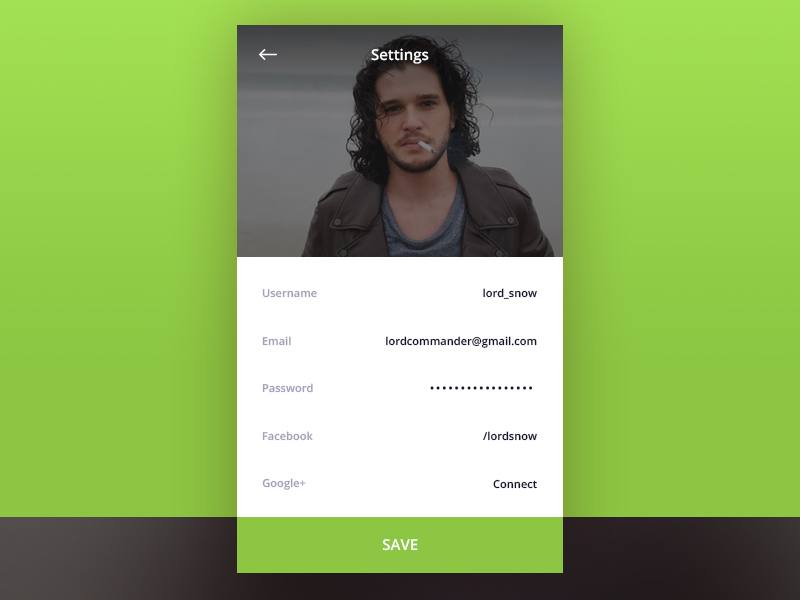 Settings
Username lord_snow
Email lordcommander@gmail.com
Password •••••••••••••••••
Facebook /lordsnow
Google+ Connect
SAVE